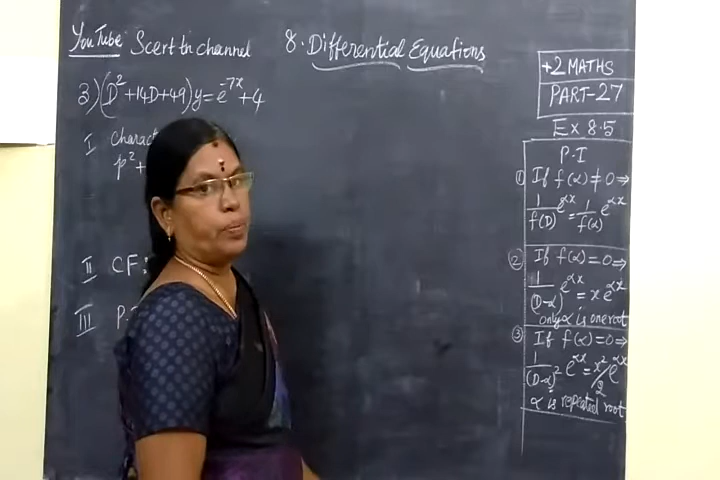 YouTube Scert tn channel
8. Differential Equations
3) (D²+14D+49)y = e^-7x + 4
I Charac
p²+
II CF:
III P.I
+2 MATHS
PART-27
Ex 8.5
P.I
① If f(α) ≠ 0 ⇒
1/f(D) e^αx = 1/f(α) e^αx
② If f(α) = 0 ⇒
1/(D-α) e^αx = x e^αx
only α is one root
③ If f(α) = 0 ⇒
1/(D-α)² e^αx = x²/2 e^αx
α is repeated root